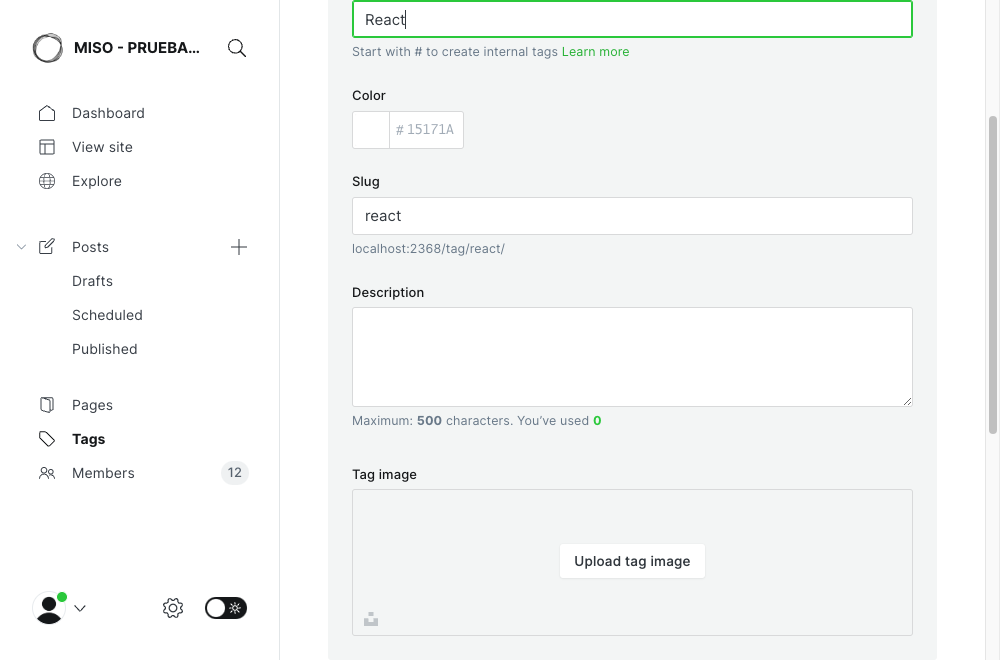 MISO - PRUEBA...
Dashboard
View site
Explore
Posts
Drafts
Scheduled
Published
Pages
Tags
Members 12
React
Start with # to create internal tags Learn more
Color
# 15171A
Slug
react
localhost:2368/tag/react/
Description
Maximum: 500 characters. You’ve used 0
Tag image
Upload tag image